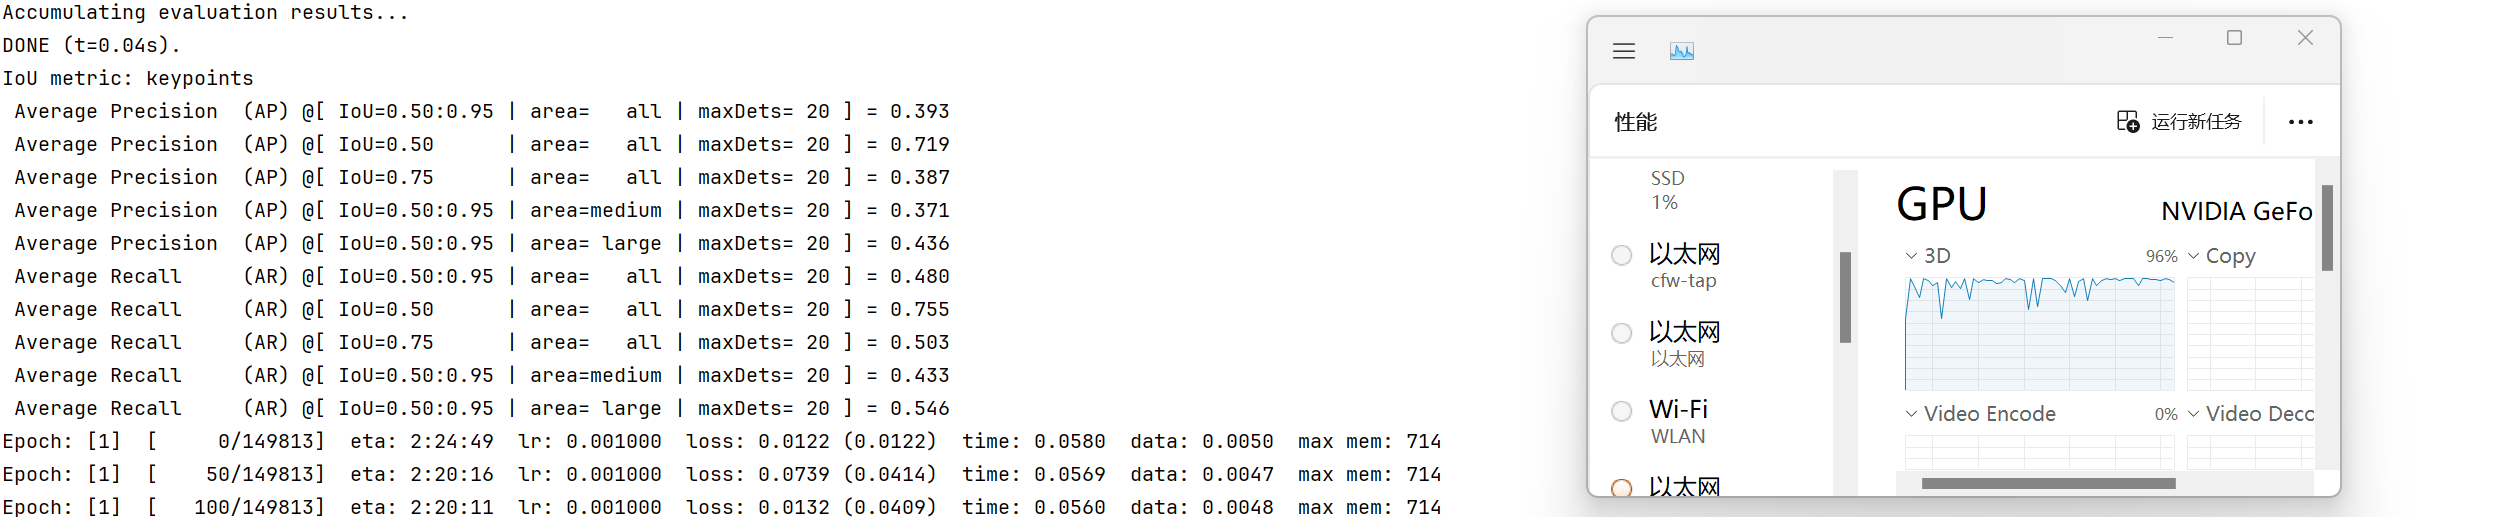 Accumulating evaluation results...
DONE (t=0.04s).
IoU metric: keypoints
 Average Precision  (AP) @[ IoU=0.50:0.95 | area=   all | maxDets= 20 ] = 0.393
 Average Precision  (AP) @[ IoU=0.50      | area=   all | maxDets= 20 ] = 0.719
 Average Precision  (AP) @[ IoU=0.75      | area=   all | maxDets= 20 ] = 0.387
 Average Precision  (AP) @[ IoU=0.50:0.95 | area=medium | maxDets= 20 ] = 0.371
 Average Precision  (AP) @[ IoU=0.50:0.95 | area= large | maxDets= 20 ] = 0.436
 Average Recall     (AR) @[ IoU=0.50:0.95 | area=   all | maxDets= 20 ] = 0.480
 Average Recall     (AR) @[ IoU=0.50      | area=   all | maxDets= 20 ] = 0.755
 Average Recall     (AR) @[ IoU=0.75      | area=   all | maxDets= 20 ] = 0.503
 Average Recall     (AR) @[ IoU=0.50:0.95 | area=medium | maxDets= 20 ] = 0.433
 Average Recall     (AR) @[ IoU=0.50:0.95 | area= large | maxDets= 20 ] = 0.546
Epoch: [1]  [     0/149813]  eta: 2:24:49  lr: 0.001000  loss: 0.0122 (0.0122)  time: 0.0580  data: 0.0050  max mem: 714
Epoch: [1]  [    50/149813]  eta: 2:20:16  lr: 0.001000  loss: 0.0739 (0.0414)  time: 0.0569  data: 0.0047  max mem: 714
Epoch: [1]  [   100/149813]  eta: 2:20:11  lr: 0.001000  loss: 0.0132 (0.0409)  time: 0.0560  data: 0.0048  max mem: 714
性能
运行新任务
SSD
1%
以太网
cfw-tap
以太网
以太网
Wi-Fi
WLAN
以太网
GPU
NVIDIA GeFo
3D 96%
Copy
Video Encode 0%
Video Deco